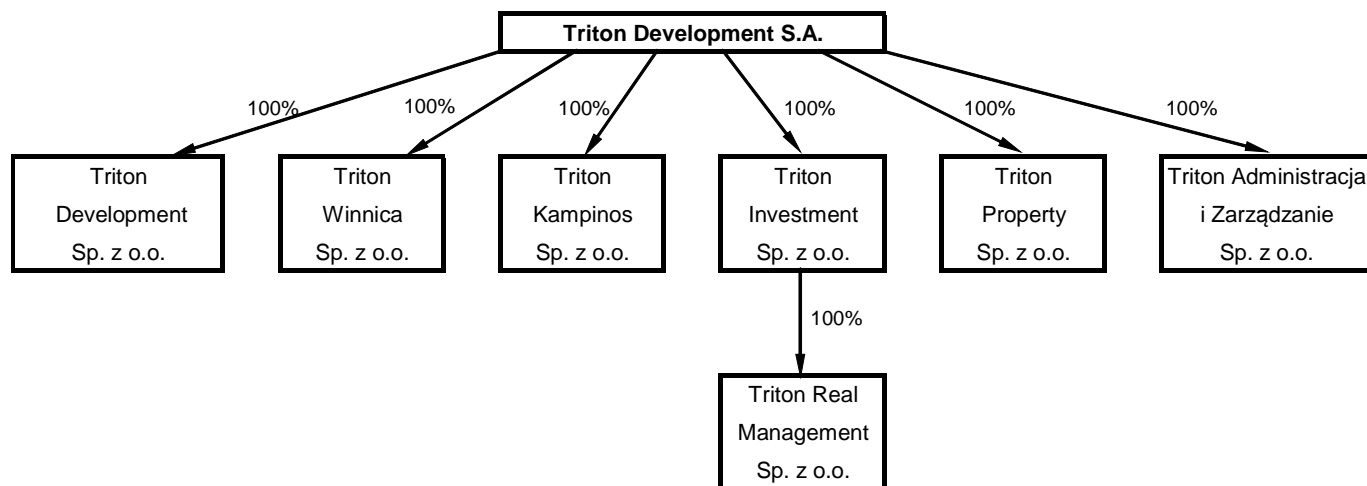 Triton Development S.A.
100%
100%
100%
100%
100%
100%
Triton
Development
Sp. z o.o.
Triton
Winnica
Sp. z o.o.
Triton
Kampinos
Sp. z o.o.
Triton
Investment
Sp. z o.o.
Triton
Property
Sp. z o.o.
Triton Administracja
i Zarządzanie
Sp. z o.o.
100%
Triton Real
Management
Sp. z o.o.